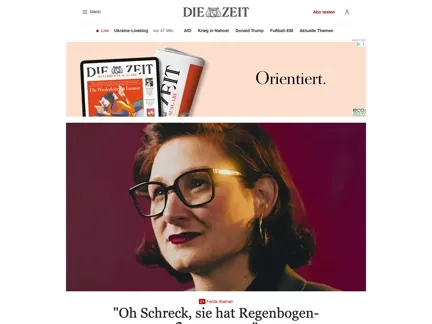 Menü
DIE ZEIT
Abo testen
Live Ukraine-Liveblog vor 47 Min. AfD Krieg in Nahost Donald Trump Fußball-EM Aktuelle Themen
DIE ZEIT
Orientiert.
Ferda Ataman
"Oh Schreck, sie hat Regenbogen-